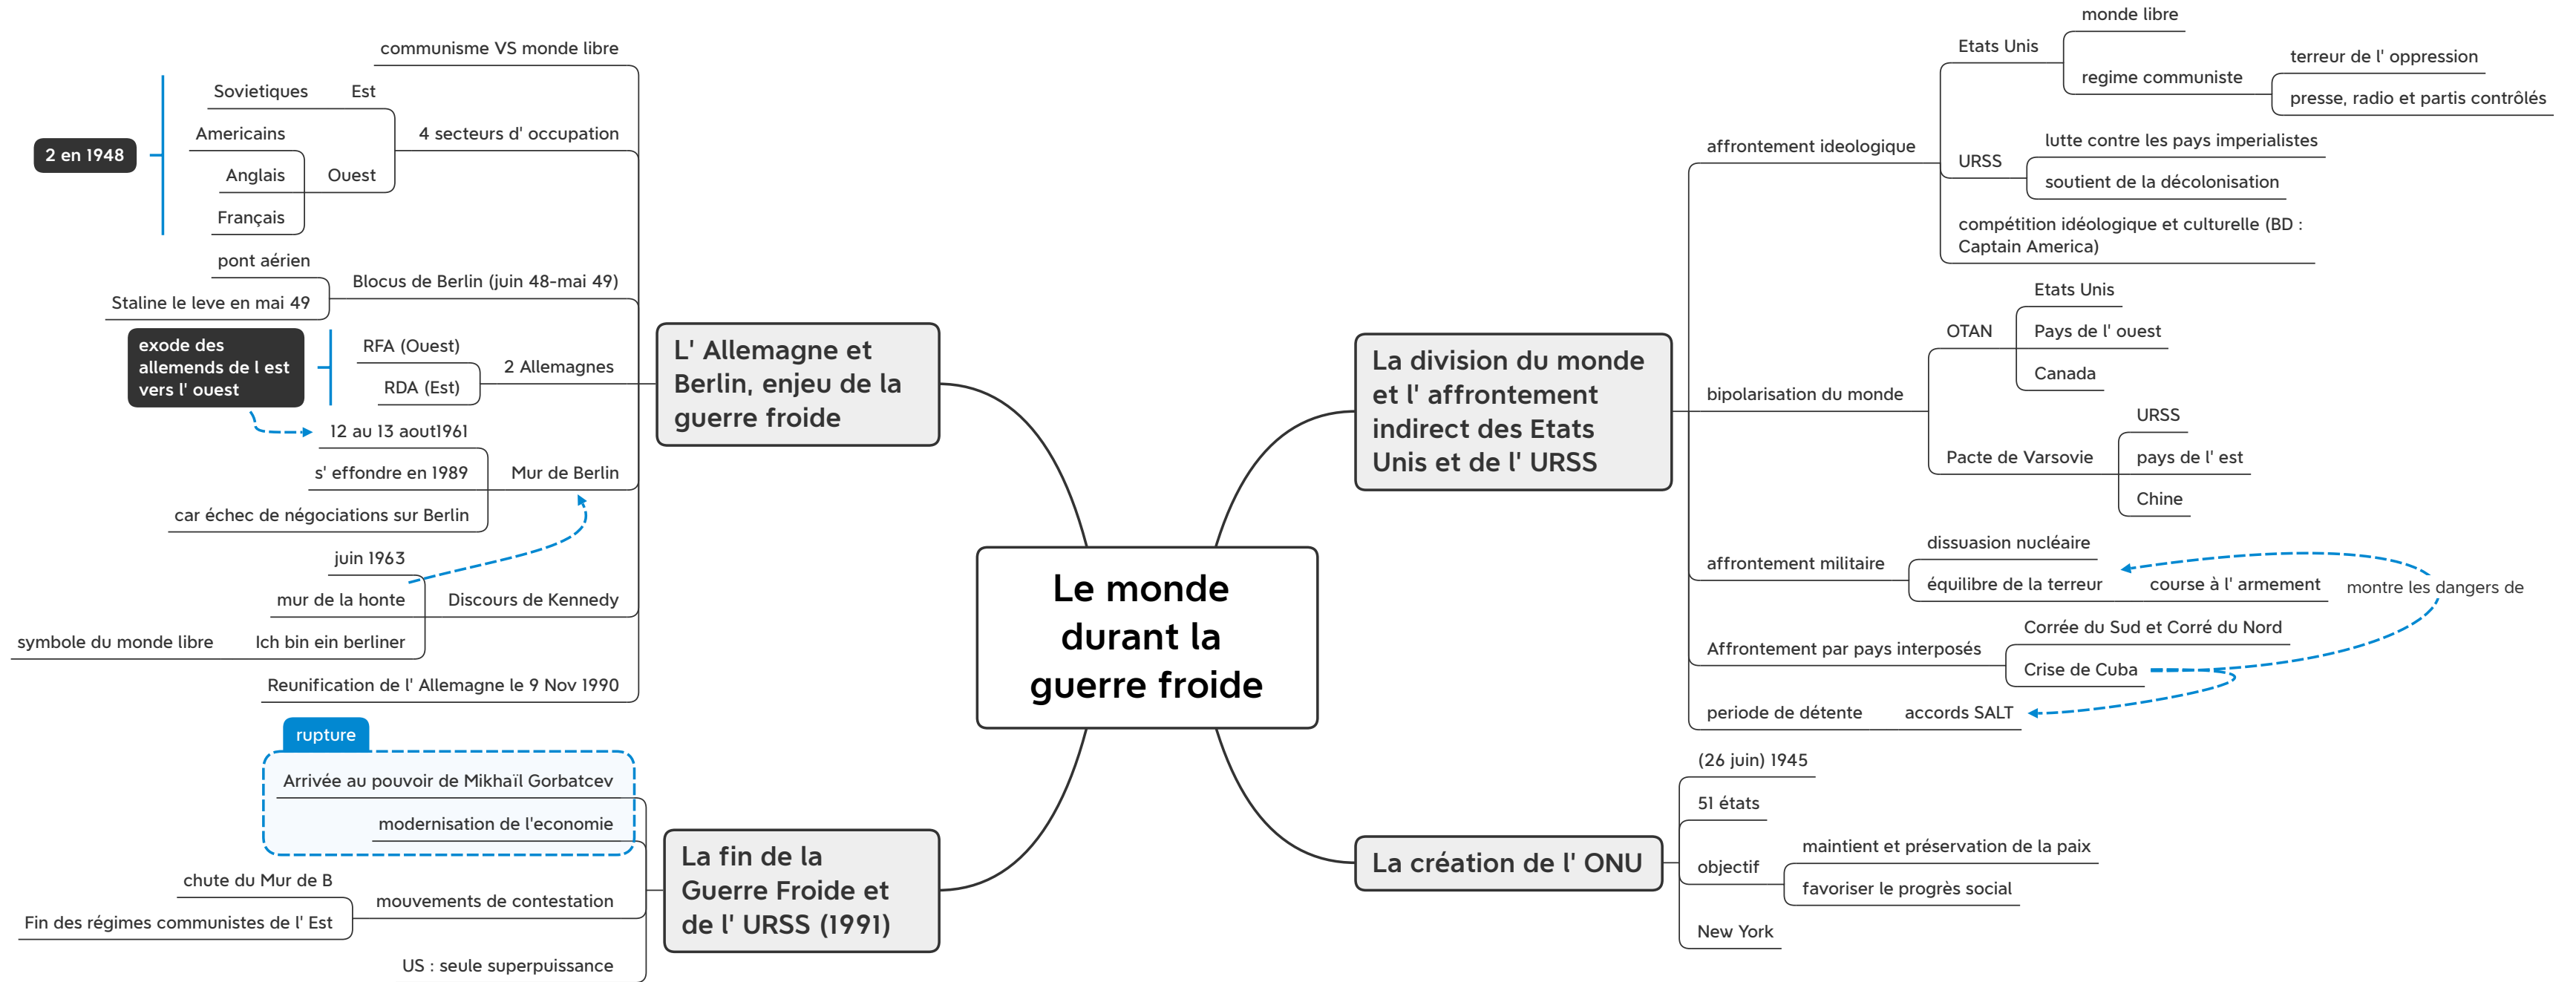 Le monde
durant la
guerre froide
La division du monde
et l' affrontement
indirect des Etats
Unis et de l' URSS
affrontement ideologique
Etats Unis
monde libre
regime communiste
terreur de l' oppression
presse, radio et partis contrôlés
URSS
lutte contre les pays imperialistes
soutient de la décolonisation
compétition idéologique et culturelle (BD :
Captain America)
bipolarisation du monde
OTAN
Etats Unis
Pays de l' ouest
Canada
Pacte de Varsovie
URSS
pays de l' est
Chine
affrontement militaire
dissuasion nucléaire
équilibre de la terreur
course à l' armement
montre les dangers de
Affrontement par pays interposés
Corrée du Sud et Corré du Nord
Crise de Cuba
periode de détente
accords SALT
La création de l' ONU
(26 juin) 1945
51 états
objectif
maintient et préservation de la paix
favoriser le progrès social
New York
L' Allemagne et
Berlin, enjeu de la
guerre froide
communisme VS monde libre
4 secteurs d' occupation
Est
Sovietiques
Ouest
Americains
Anglais
Français
2 en 1948
Blocus de Berlin (juin 48-mai 49)
pont aérien
Staline le leve en mai 49
2 Allemagnes
RFA (Ouest)
RDA (Est)
exode des
allemends de l est
vers l' ouest
Mur de Berlin
12 au 13 aout1961
s' effondre en 1989
car échec de négociations sur Berlin
Discours de Kennedy
juin 1963
mur de la honte
Ich bin ein berliner
symbole du monde libre
Reunification de l' Allemagne le 9 Nov 1990
La fin de la
Guerre Froide et
de l' URSS (1991)
rupture
Arrivée au pouvoir de Mikhaïl Gorbatcev
modernisation de l'economie
mouvements de contestation
chute du Mur de B
Fin des régimes communistes de l' Est
US : seule superpuissance